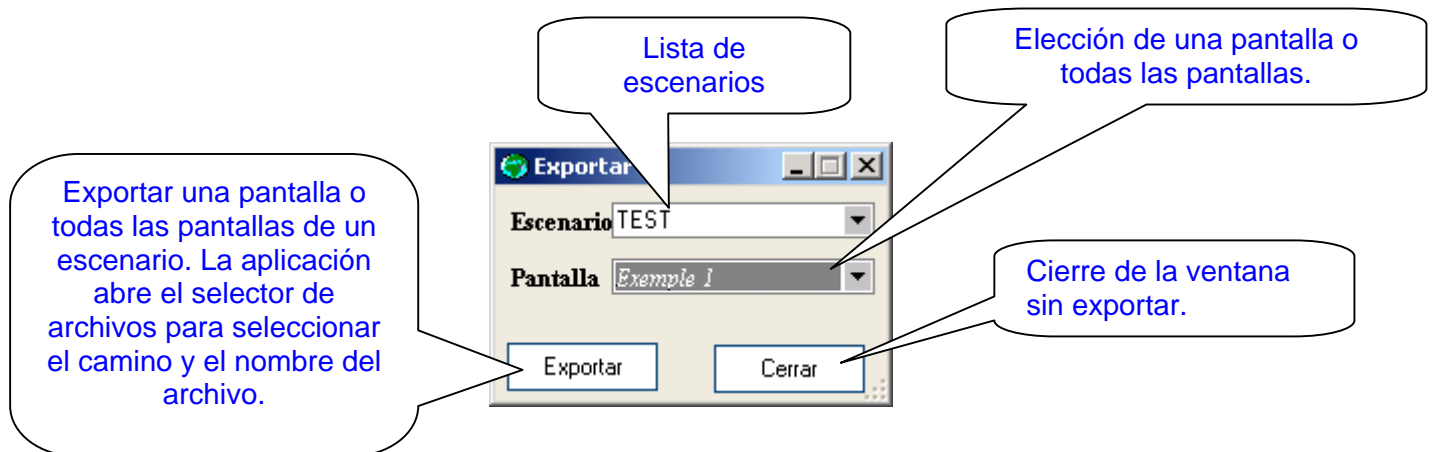 Lista de
escenarios
Elección de una pantalla o
todas las pantallas.
Exportar una pantalla o
todas las pantallas de un
escenario. La aplicación
abre el selector de
archivos para seleccionar
el camino y el nombre del
archivo.
Exportar
Escenario TEST
Pantalla Exemple 1
Exportar Cerrar
Cierre de la ventana
sin exportar.